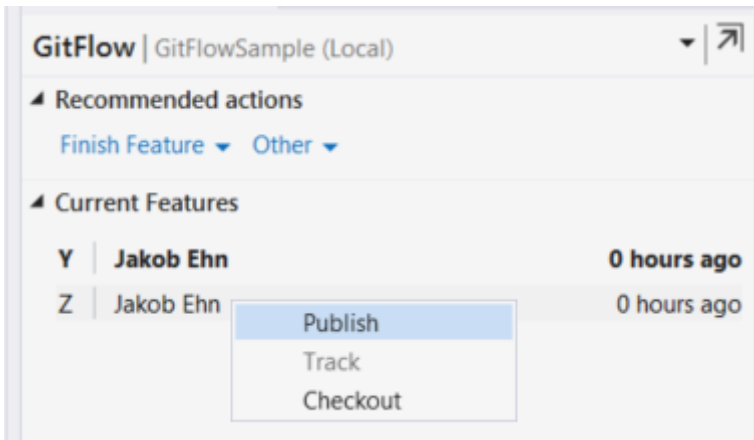 GitFlow | GitFlowSample (Local)
Recommended actions
Finish Feature Other
Current Features
Y Jakob Ehn 0 hours ago
Z Jakob Ehn 0 hours ago
Publish
Track
Checkout